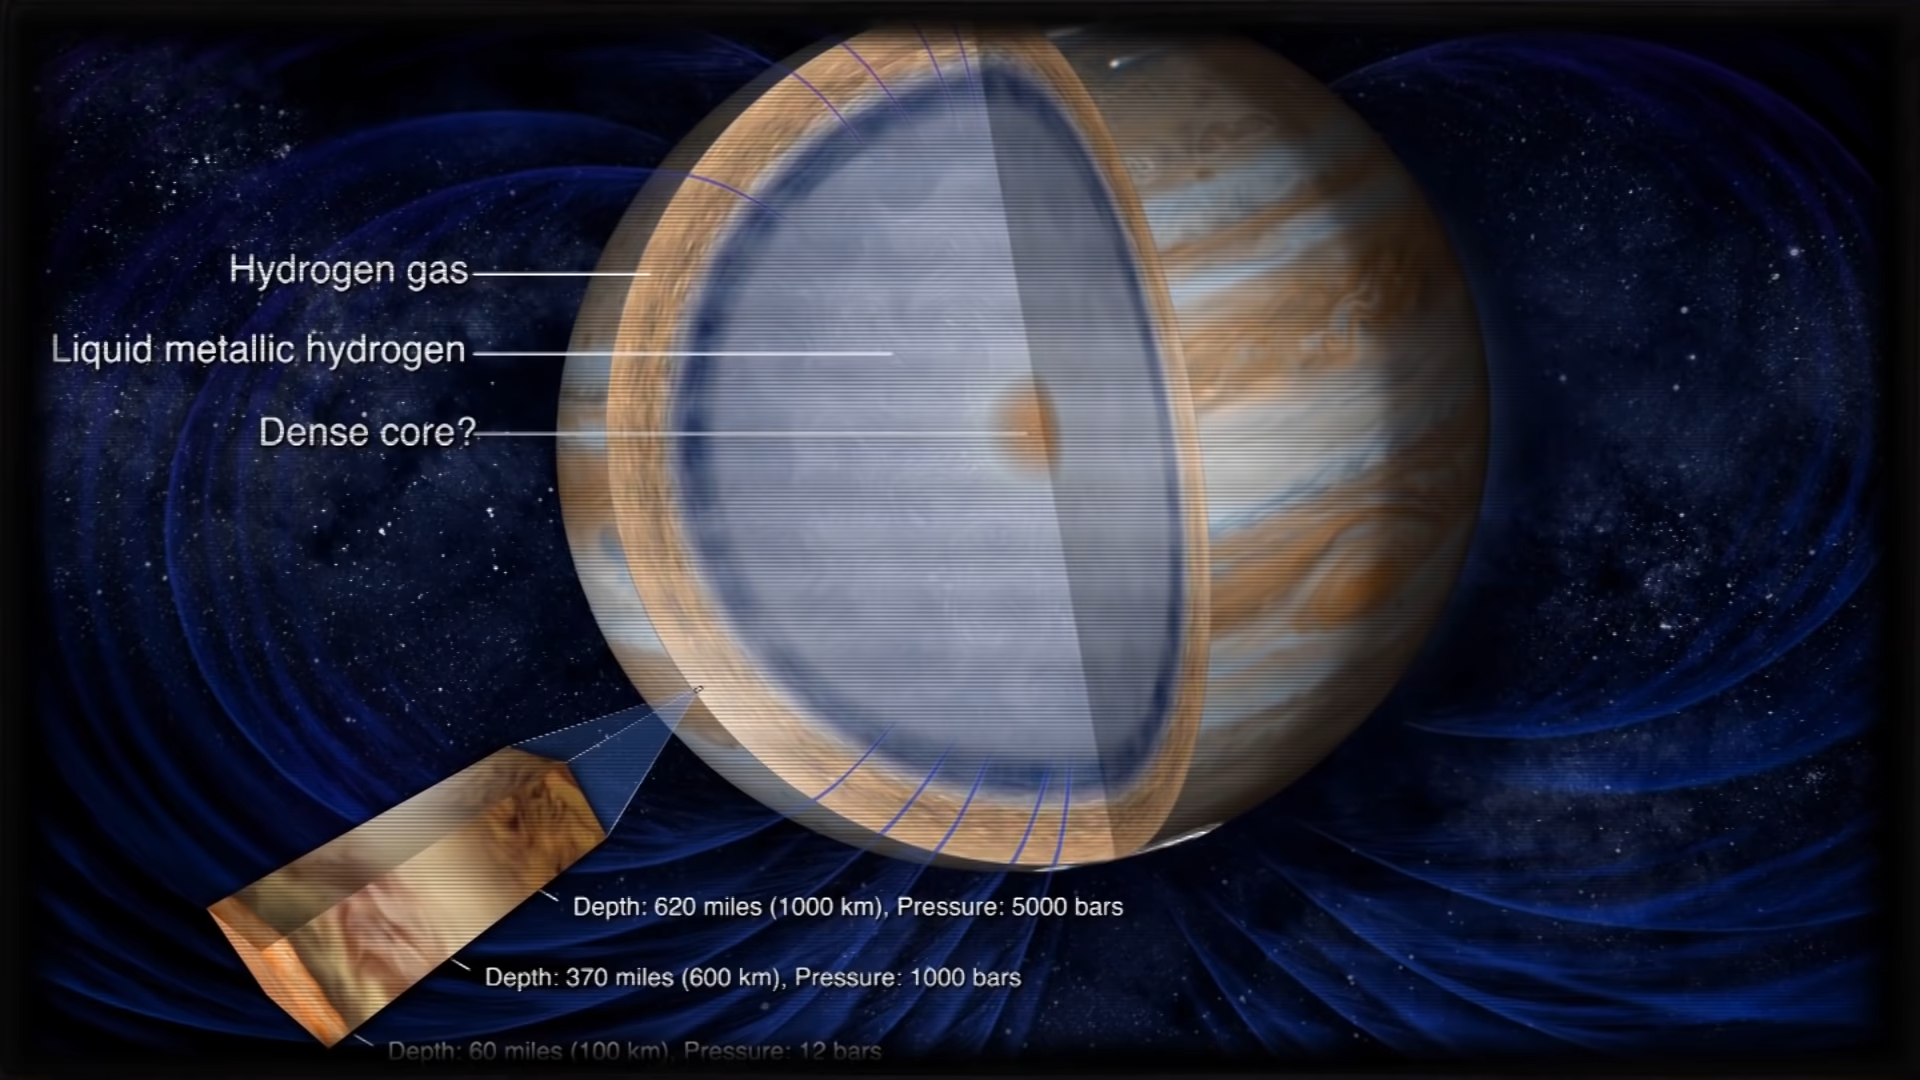 Hydrogen gas
Liquid metallic hydrogen
Dense core?
Depth: 620 miles (1000 km), Pressure: 5000 bars
Depth: 370 miles (600 km), Pressure: 1000 bars
Depth: 60 miles (100 km), Pressure: 12 bars